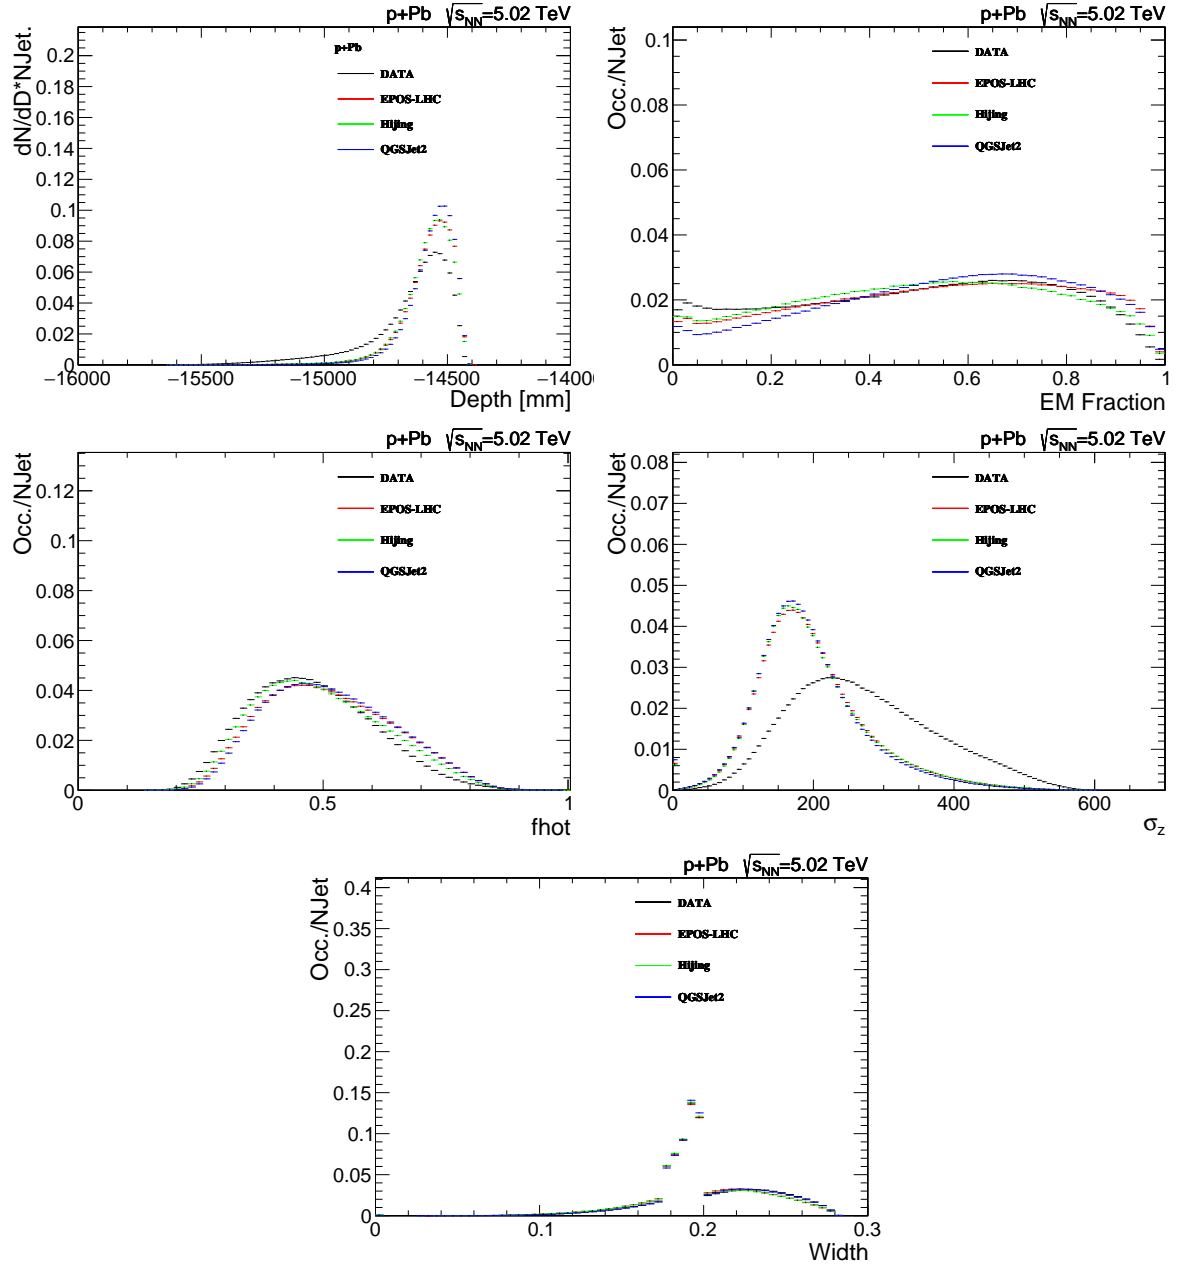 p+Pb √s_NN=5.02 TeV
dN/dD*NJet.
0.2
0.18
0.16
0.14
0.12
0.1
0.08
0.06
0.04
0.02
0
p+Pb
DATA
EPOS-LHC
Hijing
QGSJet2
−16000 −15500 −15000 −14500 −14000
Depth [mm]
p+Pb √s_NN=5.02 TeV
Occ./NJet
0.1
0.08
0.06
0.04
0.02
0
DATA
EPOS-LHC
Hijing
QGSJet2
0 0.2 0.4 0.6 0.8 1
EM Fraction
p+Pb √s_NN=5.02 TeV
Occ./NJet
0.12
0.1
0.08
0.06
0.04
0.02
0
DATA
EPOS-LHC
Hijing
QGSJet2
0 0.5 1
fhot
p+Pb √s_NN=5.02 TeV
Occ./NJet
0.08
0.07
0.06
0.05
0.04
0.03
0.02
0.01
0
DATA
EPOS-LHC
Hijing
QGSJet2
0 200 400 600
σ_z
p+Pb √s_NN=5.02 TeV
Occ./NJet
0.4
0.35
0.3
0.25
0.2
0.15
0.1
0.05
0
DATA
EPOS-LHC
Hijing
QGSJet2
0 0.1 0.2 0.3
Width